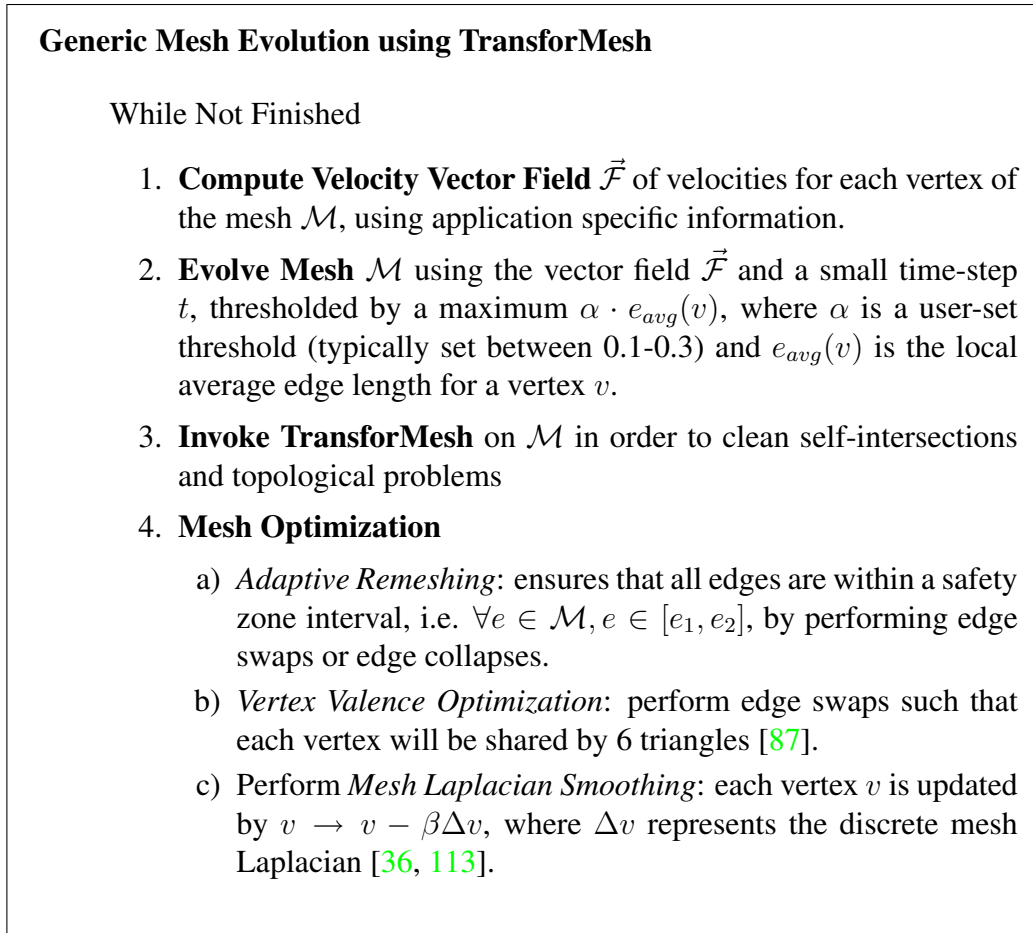 Generic Mesh Evolution using TransforMesh
While Not Finished
1. Compute Velocity Vector Field $\vec{\mathcal{F}}$ of velocities for each vertex of
the mesh $\mathcal{M}$, using application specific information.
2. Evolve Mesh $\mathcal{M}$ using the vector field $\vec{\mathcal{F}}$ and a small time-step
$t$, thresholded by a maximum $\alpha \cdot e_{avg}(v)$, where $\alpha$ is a user-set
threshold (typically set between 0.1-0.3) and $e_{avg}(v)$ is the local
average edge length for a vertex $v$.
3. Invoke TransforMesh on $\mathcal{M}$ in order to clean self-intersections
and topological problems
4. Mesh Optimization
a) Adaptive Remeshing: ensures that all edges are within a safety
zone interval, i.e. $\forall e \in \mathcal{M}, e \in [e_1, e_2]$, by performing edge
swaps or edge collapses.
b) Vertex Valence Optimization: perform edge swaps such that
each vertex will be shared by 6 triangles [87].
c) Perform Mesh Laplacian Smoothing: each vertex $v$ is updated
by $v \to v - \beta \Delta v$, where $\Delta v$ represents the discrete mesh
Laplacian [36, 113].